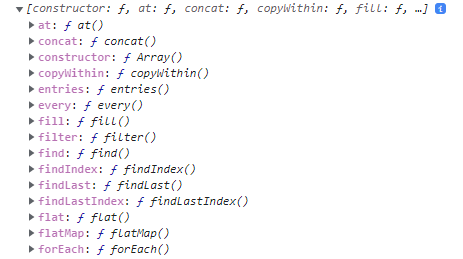 ▼[constructor: ƒ, at: ƒ, concat: ƒ, copyWithin: ƒ, fill: ƒ, …] i
▶at: ƒ at()
▶concat: ƒ concat()
▶constructor: ƒ Array()
▶copyWithin: ƒ copyWithin()
▶entries: ƒ entries()
▶every: ƒ every()
▶fill: ƒ fill()
▶filter: ƒ filter()
▶find: ƒ find()
▶findIndex: ƒ findIndex()
▶findLast: ƒ findLast()
▶findLastIndex: ƒ findLastIndex()
▶flat: ƒ flat()
▶flatMap: ƒ flatMap()
▶forEach: ƒ forEach()